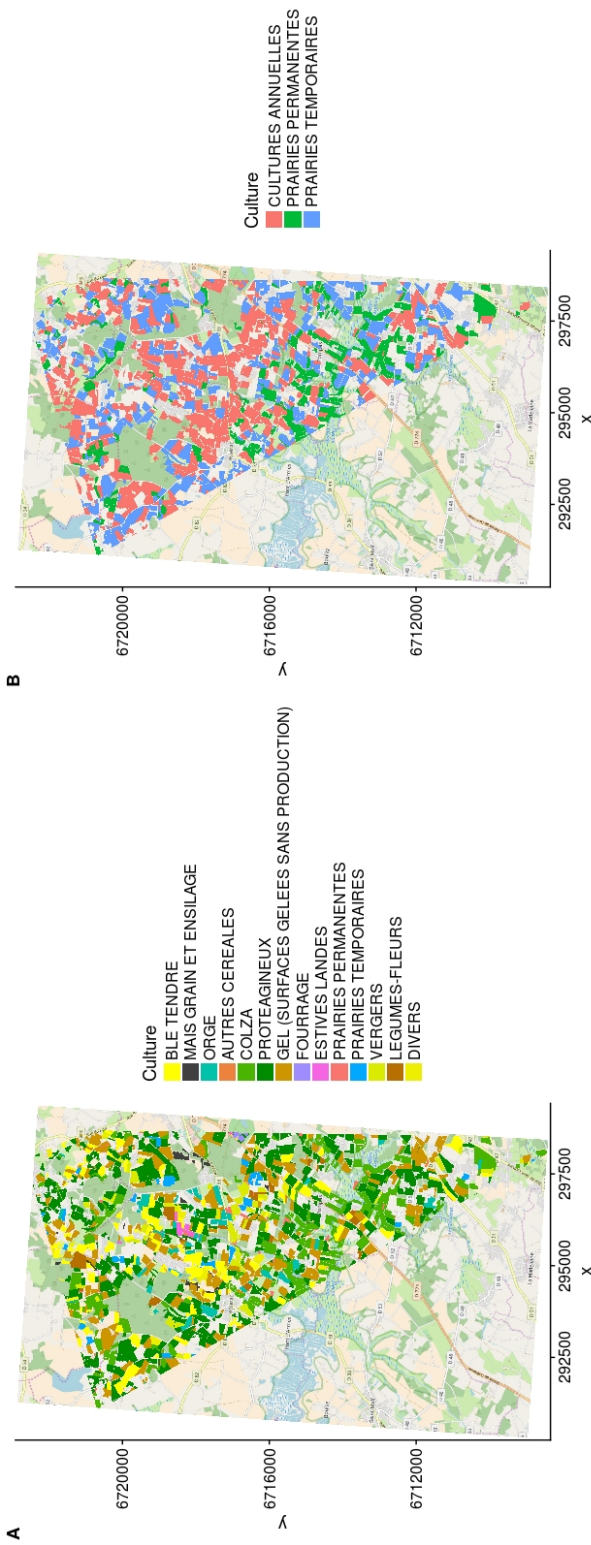 A
Culture
BLE TENDRE
MAIS GRAIN ET ENSILAGE
ORGE
AUTRES CEREALES
COLZA
PROTEAGINEUX
GEL (SURFACES GELEES SANS PRODUCTION)
FOURRAGE
ESTIVES LANDES
PRAIRIES PERMANENTES
PRAIRIES TEMPORAIRES
VERGERS
LEGUMES-FLEURS
DIVERS
6720000
6716000
6712000
y
292500
295000
297500
x
B
Culture
CULTURES ANNUELLES
PRAIRIES PERMANENTES
PRAIRIES TEMPORAIRES
6720000
6716000
6712000
y
292500
295000
297500
x